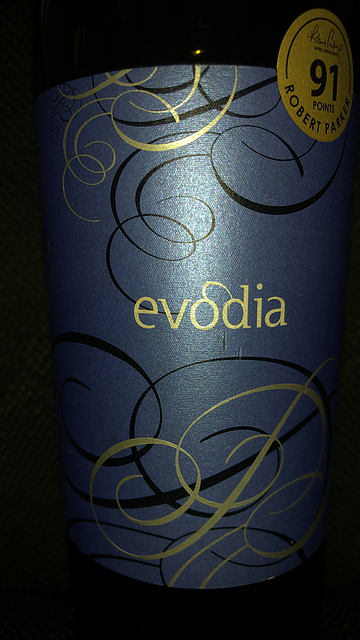 91
POINTS
ROBERT PARKER
evodia